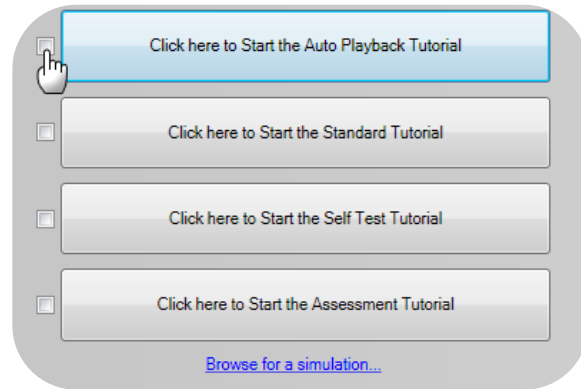 Click here to Start the Auto Playback Tutorial
Click here to Start the Standard Tutorial
Click here to Start the Self Test Tutorial
Click here to Start the Assessment Tutorial
Browse for a simulation...